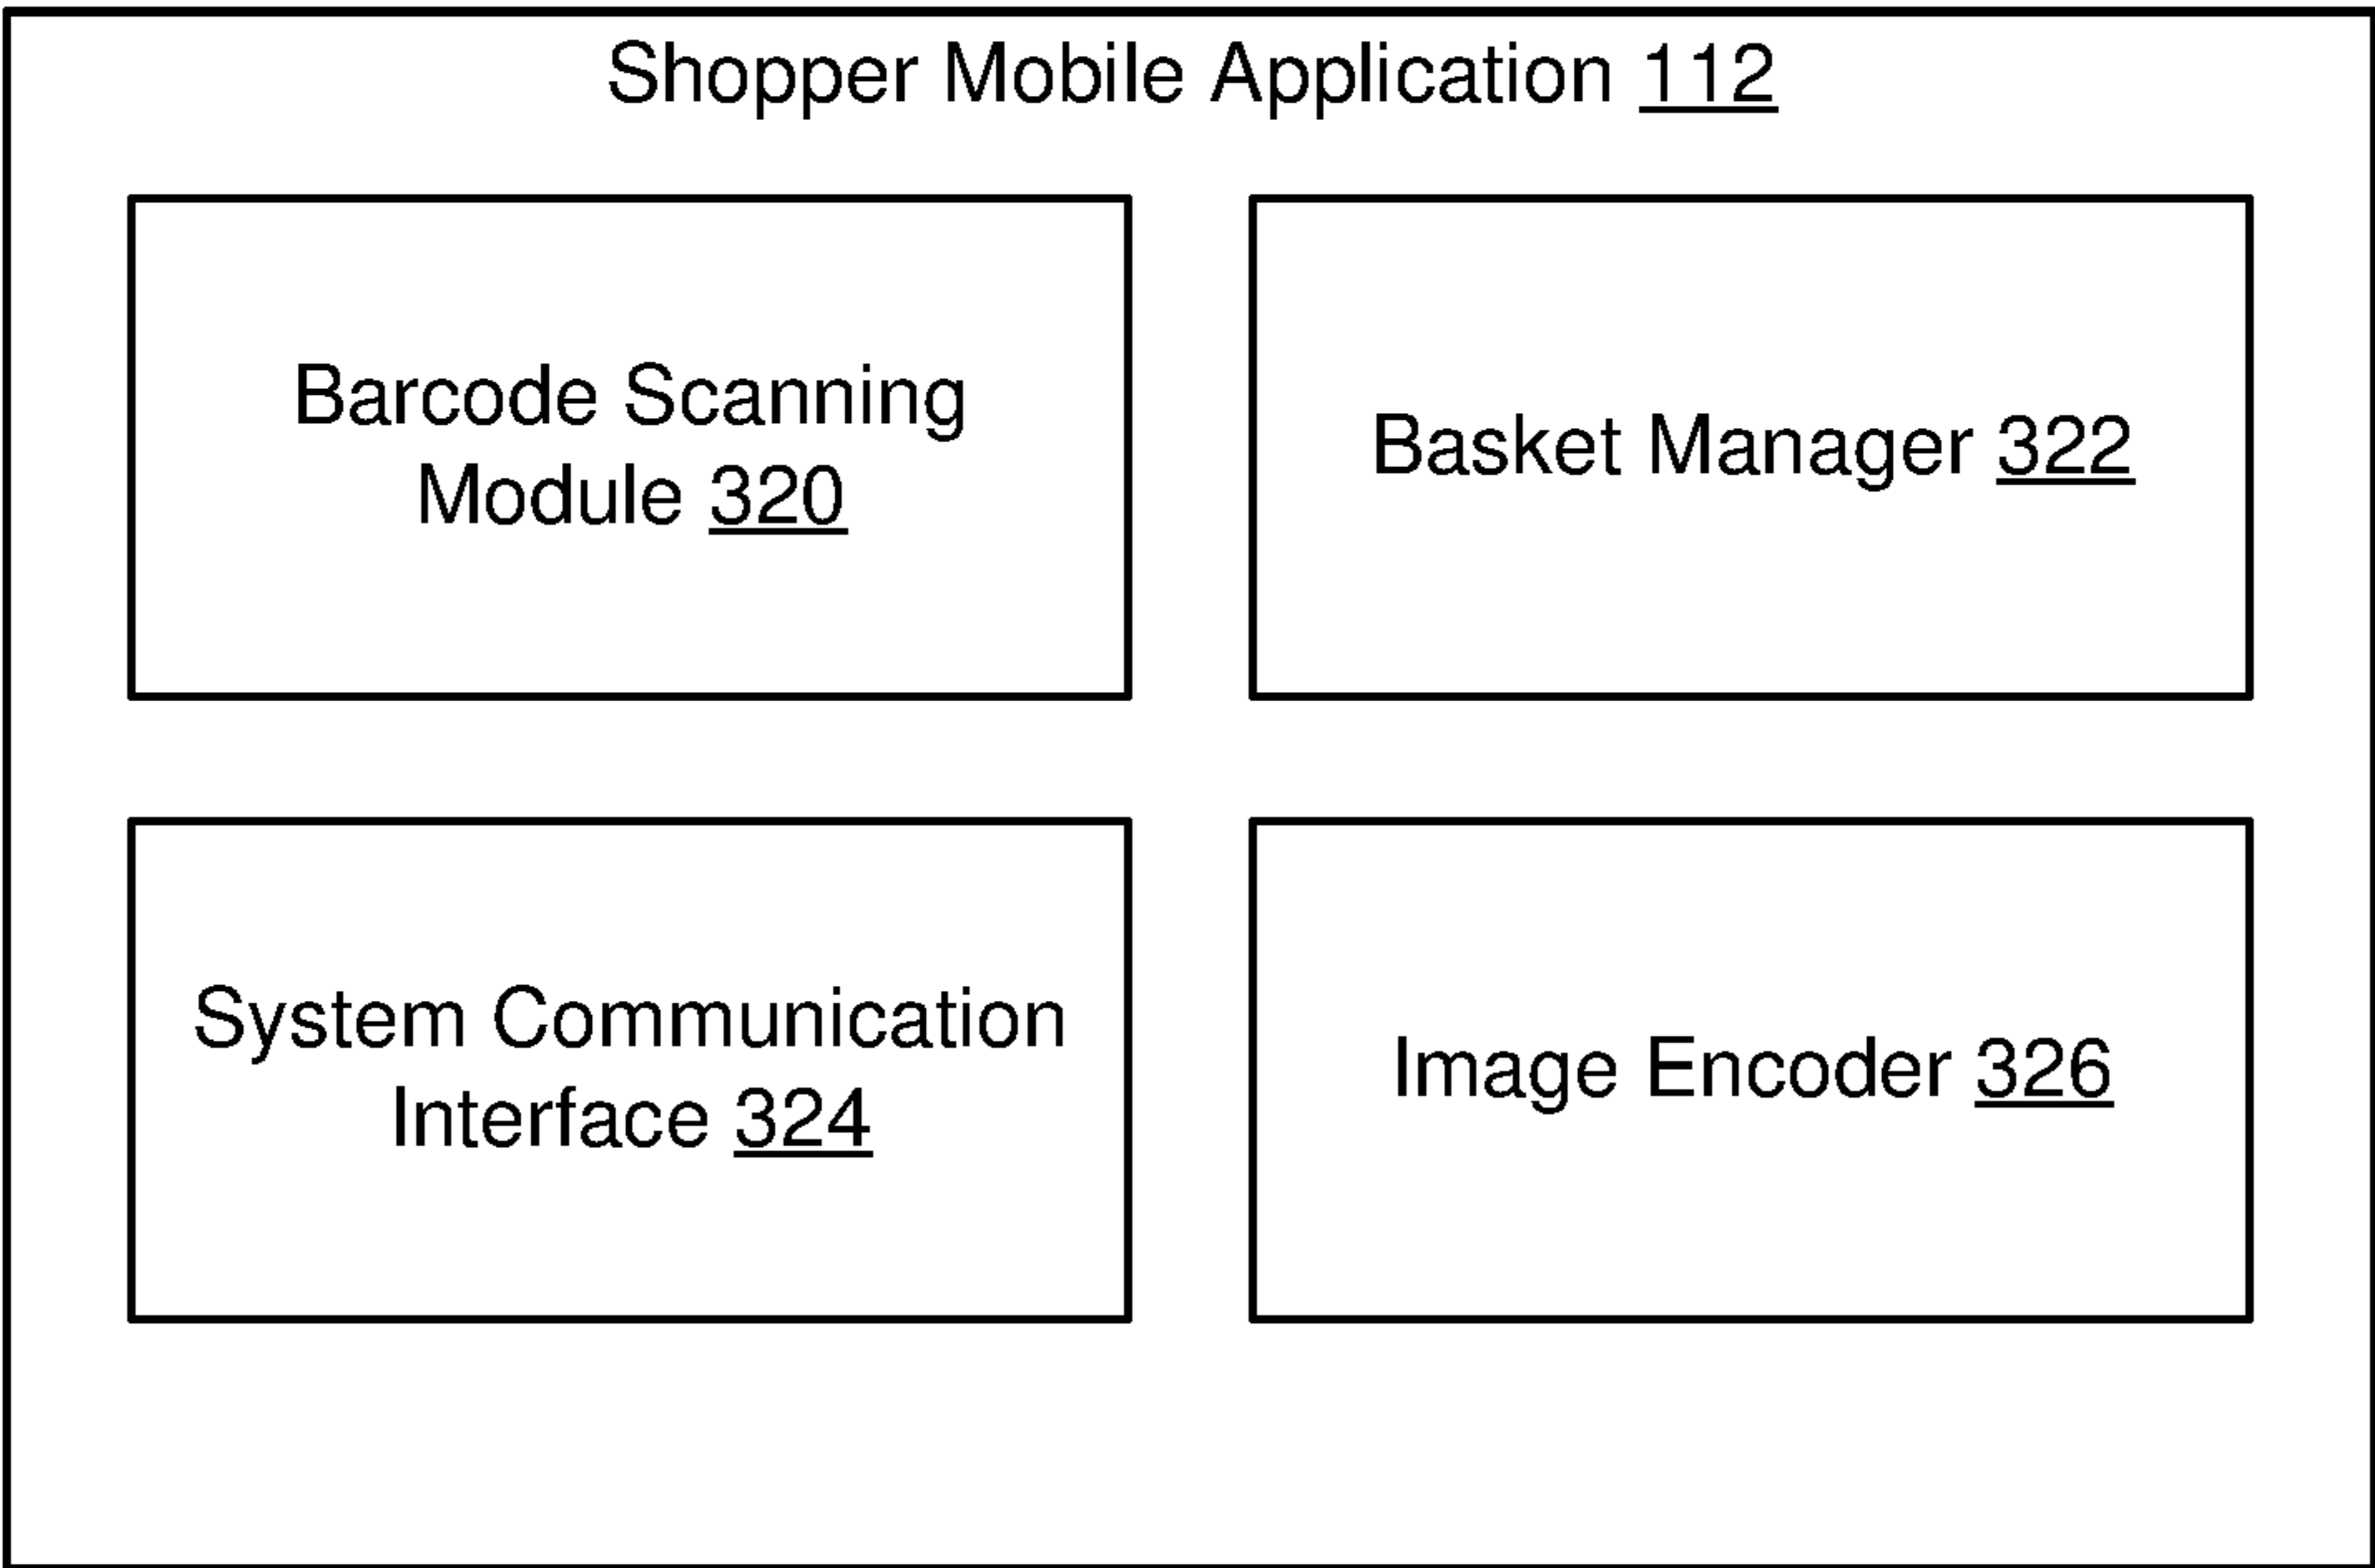 Shopper Mobile Application 112
Barcode Scanning
Module 320
Basket Manager 322
System Communication
Interface 324
Image Encoder 326